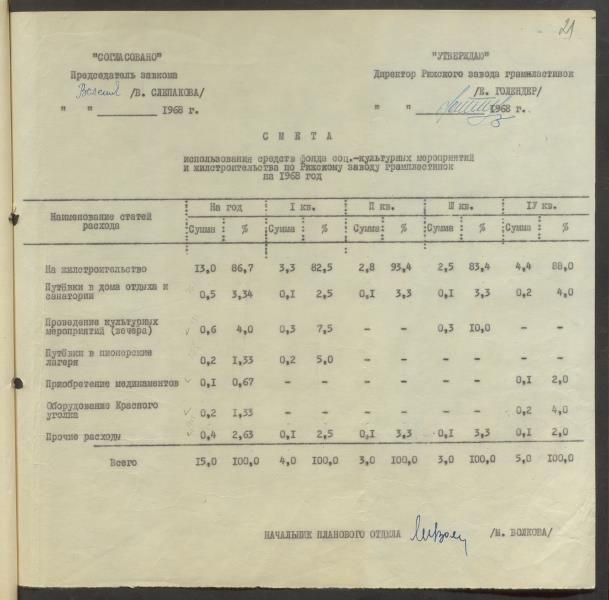 21
"СОГЛАСОВАНО" "УТВЕРЖДАЮ"
Председатель завкома Директор Рижского завода грампластинок
/В. СЛЕПАКОВА/ /Е. ГОЛЕНДЕР/
" " 1968 г. " " 1968 г.
С М Е Т А
использования средств фонда соц.-культурных мероприятий
и жилстроительства по Рижскому заводу грампластинок
на 1968 год
Наименование статей расхода На год I кв. П кв. Ш кв. IУ кв.
Сумма % Сумма % Сумма % Сумма % Сумма %
На жилстроительство 13,0 86,7 3,3 82,5 2,8 93,4 2,5 83,4 4,4 88,0
Путёвки в дома отдыха и
санатории 0,5 3,34 0,1 2,5 0,1 3,3 0,1 3,3 0,2 4,0
Проведение культурных
мероприятий (вечера) 0,6 4,0 0,3 7,5 - - 0,3 10,0 - -
Путёвки в пионерские
лагеря 0,2 1,33 0,2 5,0 - - - - - -
Приобретение медикаментов 0,1 0,67 - - - - - - 0,1 2,0
Оборудование Красного
уголка 0,2 1,33 - - - - - - 0,2 4,0
Прочие расходы 0,4 2,63 0,1 2,5 0,1 3,3 0,1 3,3 0,1 2,0
Всего 15,0 100,0 4,0 100,0 3,0 100,0 3,0 100,0 5,0 100,0
НАЧАЛЬНИК ПЛАНОВОГО ОТДЕЛА /М. ВОЛКОВА/